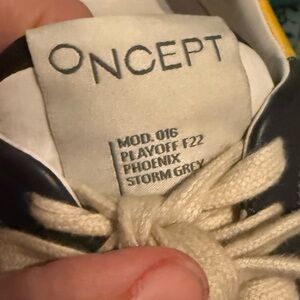 ONCEPT
MOD. 016
PLAYOFF F22
PHOENIX
STORM GREY